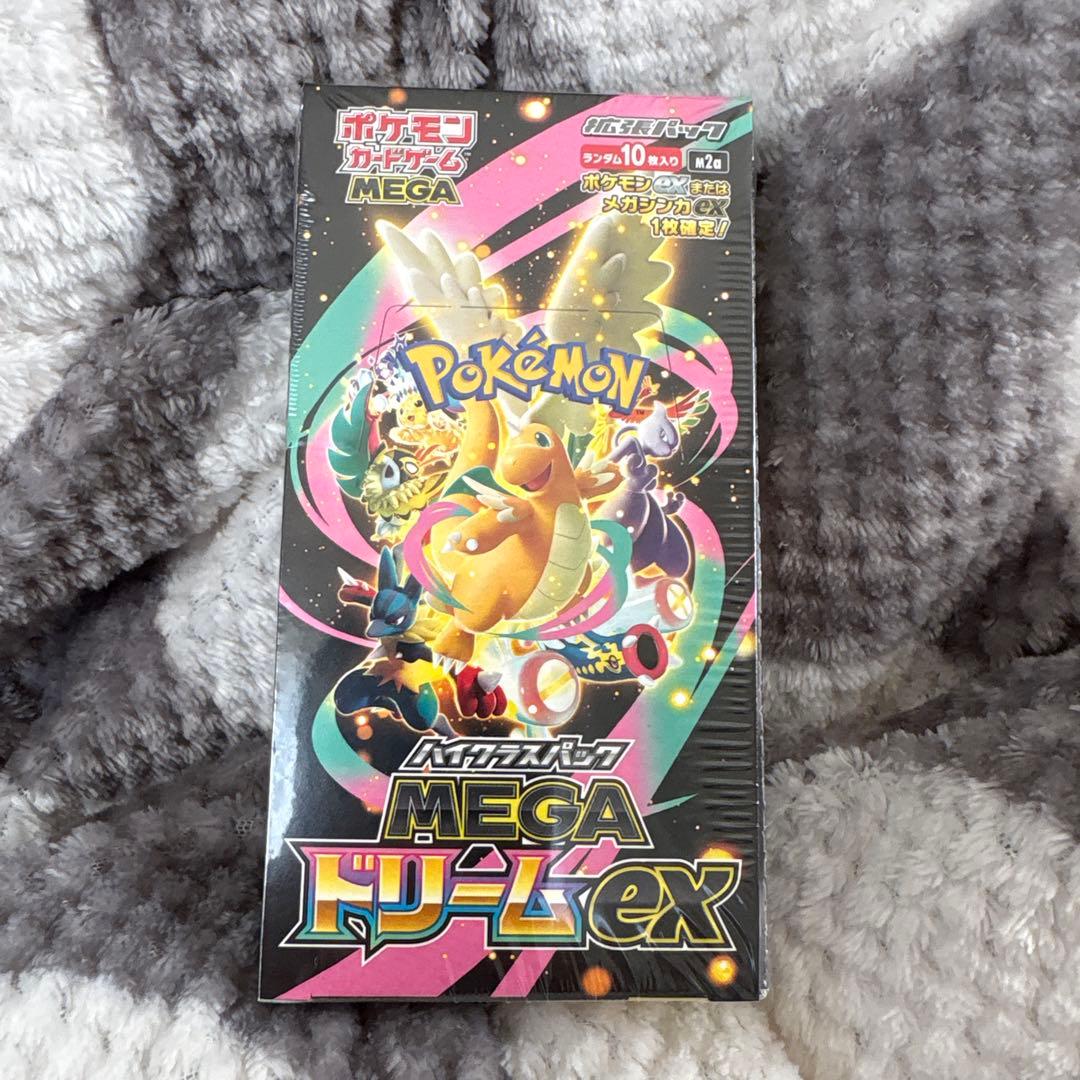 ポケモン
カードゲーム
MEGA
拡張パック
ランダム10枚入り M2a
ポケモンexまたは
メガシンカex
1枚確定!
POKÉMON
TM
ハイクラスパック
MEGA
ドリームex